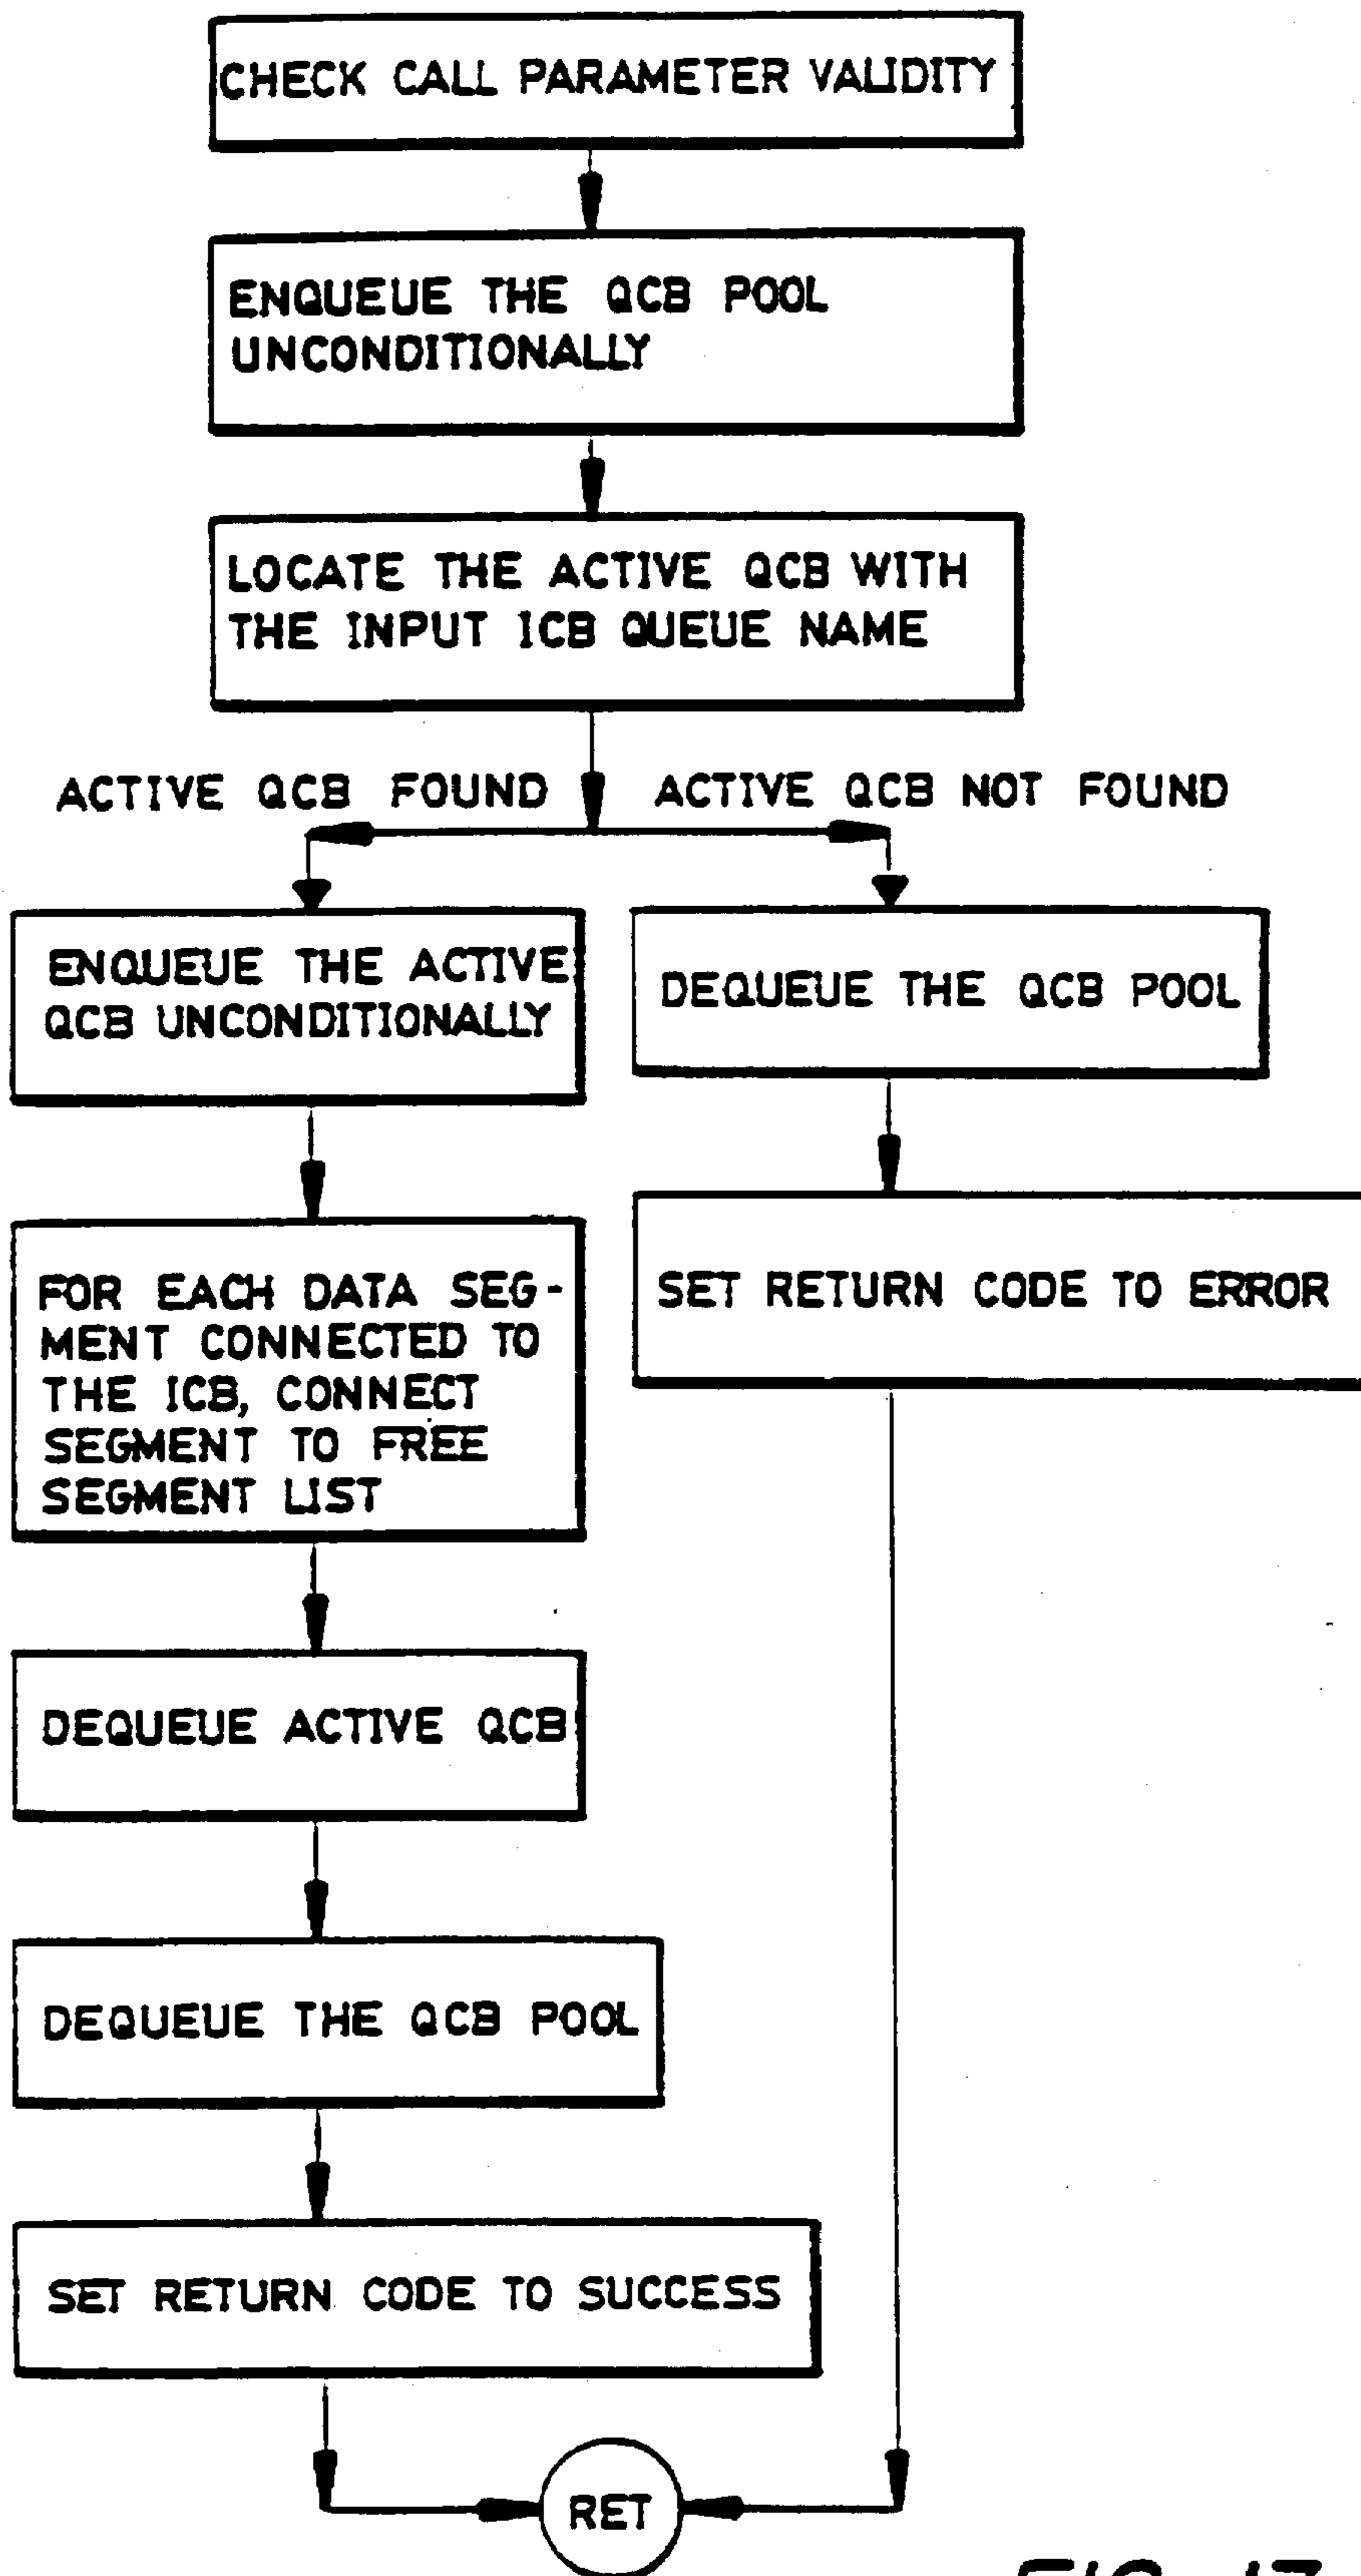 CHECK CALL PARAMETER VALIDITY
ENQUEUE THE QCB POOL
UNCONDITIONALLY
LOCATE THE ACTIVE QCB WITH
THE INPUT ICB QUEUE NAME
ACTIVE QCB FOUND
ACTIVE QCB NOT FOUND
ENQUEUE THE ACTIVE
QCB UNCONDITIONALLY
DEQUEUE THE QCB POOL
FOR EACH DATA SEG-
MENT CONNECTED TO
THE ICB, CONNECT
SEGMENT TO FREE
SEGMENT LIST
SET RETURN CODE TO ERROR
DEQUEUE ACTIVE QCB
DEQUEUE THE QCB POOL
SET RETURN CODE TO SUCCESS
RET